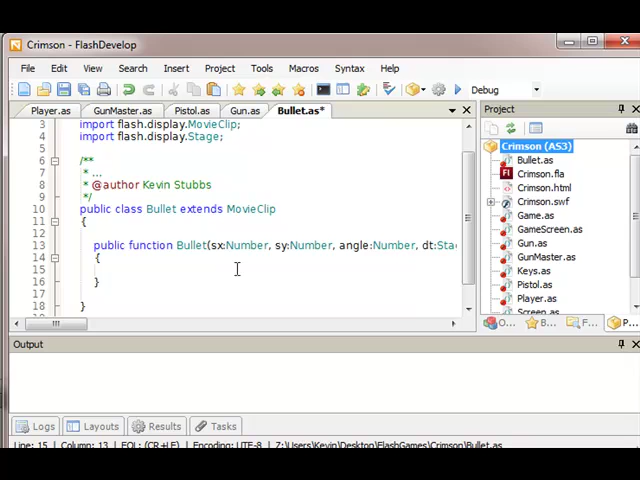 Crimson - FlashDevelop
File Edit View Search Insert Project Tools Macros Syntax Help
Debug
Player.as GunMaster.as Pistol.as Gun.as Bullet.as*
3 import flash.display.MovieClip;
4 import flash.display.Stage;
5
6 /**
7 * ...
8 * @author Kevin Stubbs
9 */
10 public class Bullet extends MovieClip
11 {
12
13 public function Bullet(sx:Number, sy:Number, angle:Number, dt:Sta
14 {
15
16 }
17
18 }
Project
Crimson (AS3)
Bullet.as
Crimson.fla
Crimson.html
Crimson.swf
Game.as
GameScreen.as
Gun.as
GunMaster.as
Keys.as
Pistol.as
Player.as
Screen.as
O... B... F... P...
Output
Logs Layouts Results Tasks
Line: 15 | Column: 13 | EOL: (CR+LF) | Encoding: UTF-8 | Z:\Users\Kevin\Desktop\FlashGames\Crimson\Bullet.as